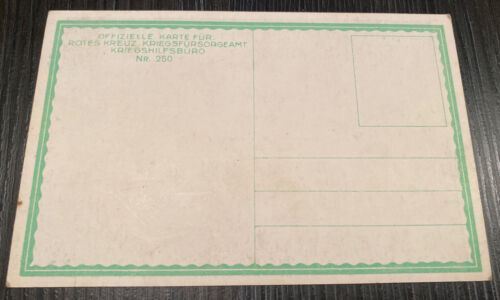 OFFIZIELLE KARTE FÜR
ROTES KREUZ, KRIEGSFÜRSORGEAMT
KRIEGSHILFSBÜRO
NR. 250